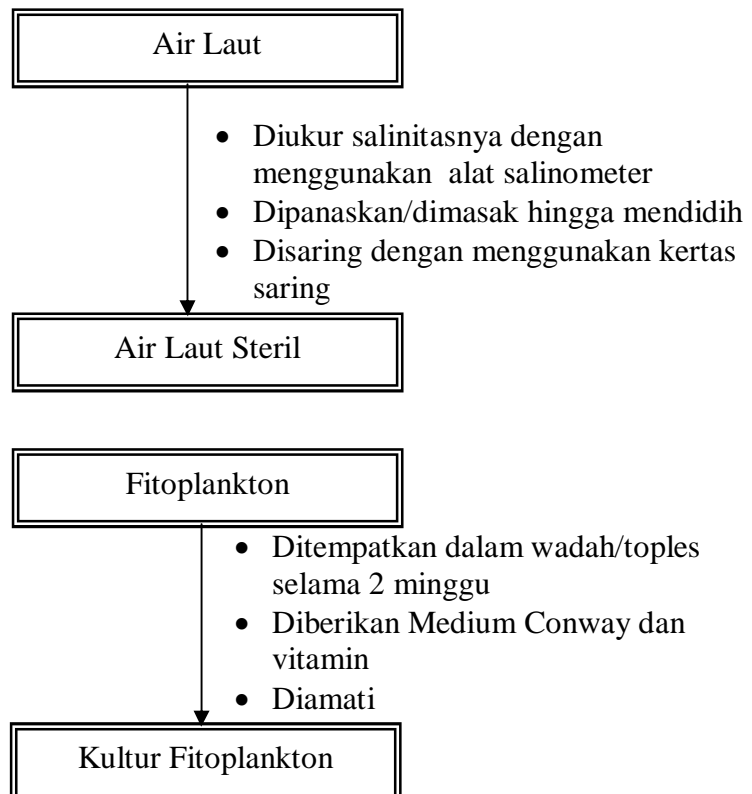 Air Laut
• Diukur salinitasnya dengan
menggunakan alat salinometer
• Dipanaskan/dimasak hingga mendidih
• Disaring dengan menggunakan kertas
saring
Air Laut Steril
Fitoplankton
• Ditempatkan dalam wadah/toples
selama 2 minggu
• Diberikan Medium Conway dan
vitamin
• Diamati
Kultur Fitoplankton